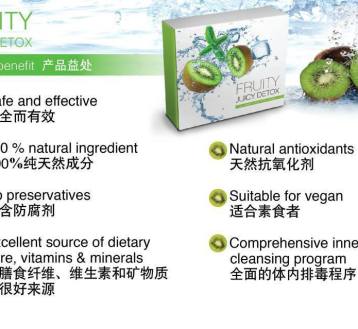 UITY
DETOX
benefit 产品益处
FRUITY
JUICY DETOX
fe and effective
全而有效
0 % natural ingredient
00%纯天然成分
preservatives
含防腐剂
cellent source of dietary
re, vitamins & minerals
膳食纤维、维生素和矿物质
很好来源
Natural antioxidants
天然抗氧化剂
Suitable for vegan
适合素食者
Comprehensive inne
cleansing program
全面的体内排毒程序